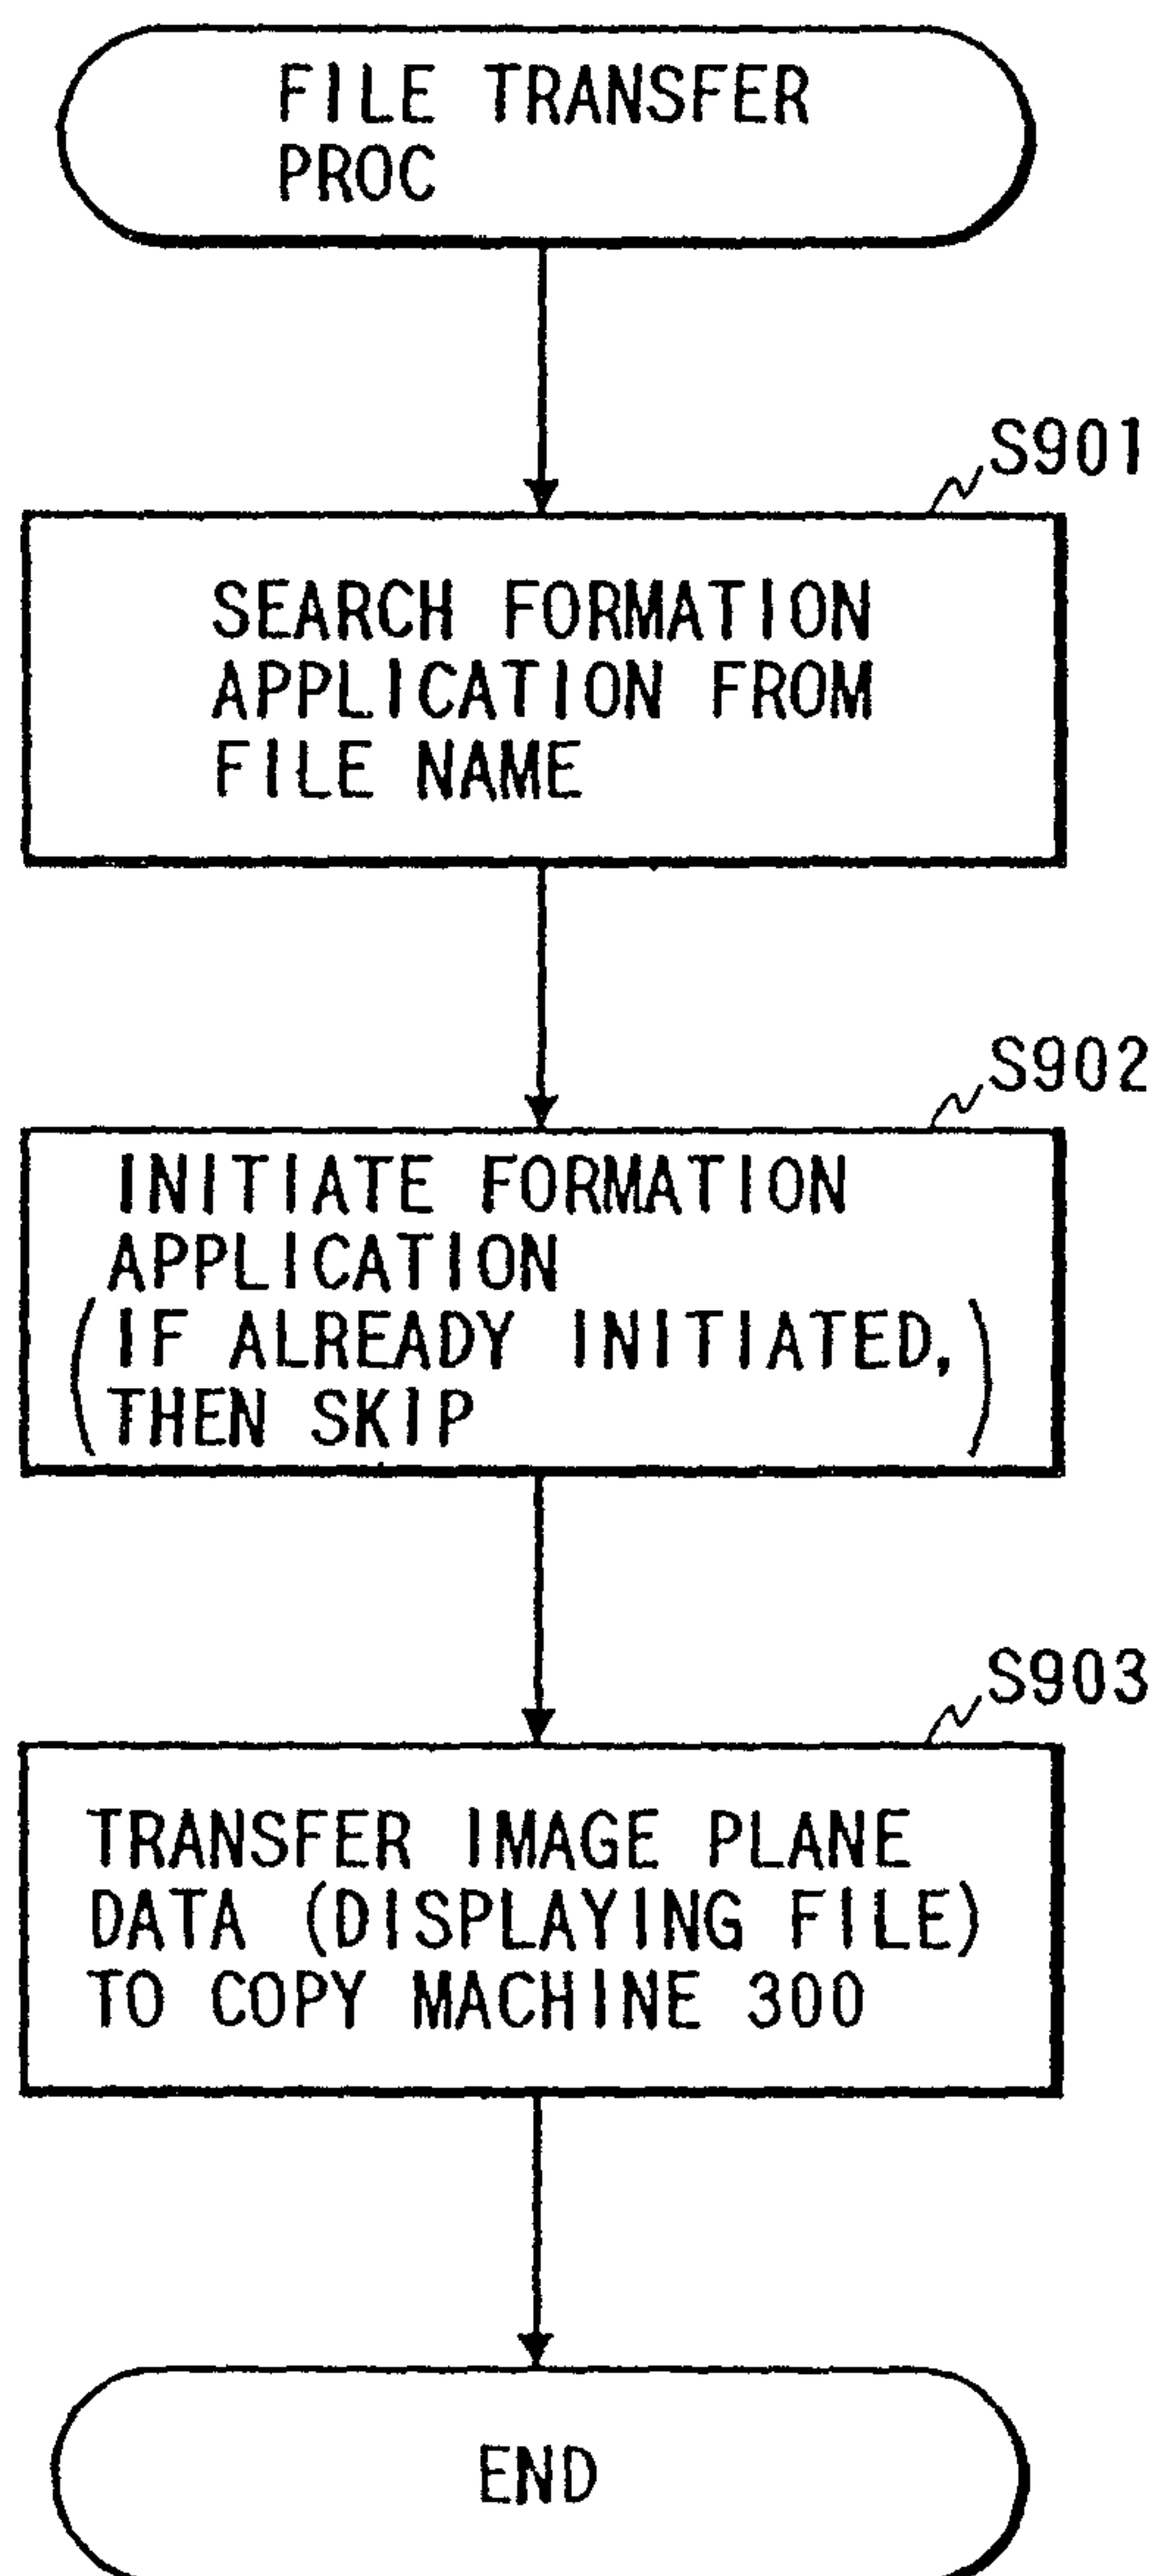 FILE TRANSFER
PROC
S901
SEARCH FORMATION
APPLICATION FROM
FILE NAME
S902
INITIATE FORMATION
APPLICATION
(IF ALREADY INITIATED,
THEN SKIP)
S903
TRANSFER IMAGE PLANE
DATA (DISPLAYING FILE)
TO COPY MACHINE 300
END